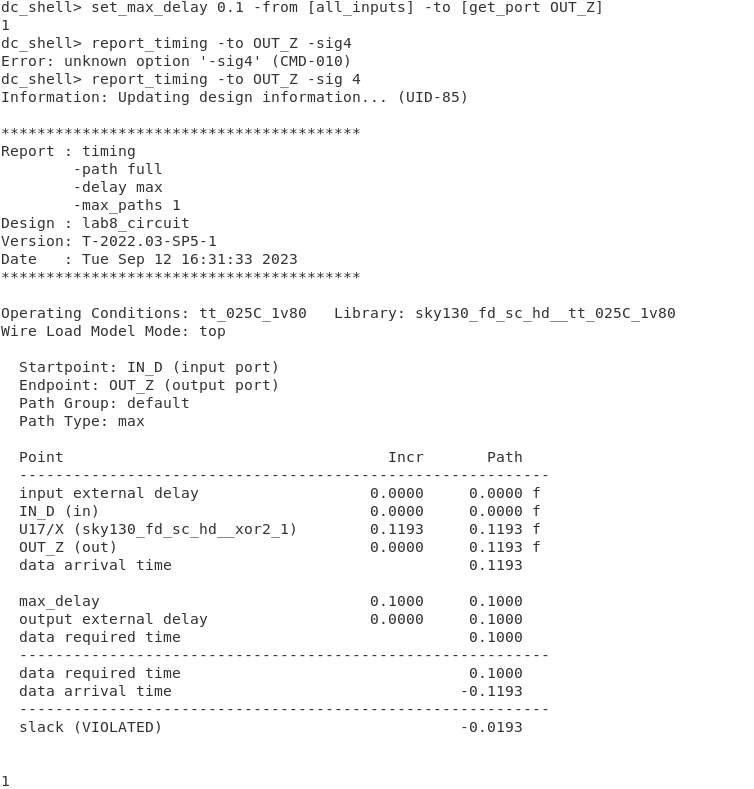 dc_shell> set_max_delay 0.1 -from [all_inputs] -to [get_port OUT_Z]
1
dc_shell> report_timing -to OUT_Z -sig4
Error: unknown option '-sig4' (CMD-010)
dc_shell> report_timing -to OUT_Z -sig 4
Information: Updating design information... (UID-85)

****************************************
Report : timing
        -path full
        -delay max
        -max_paths 1
Design : lab8_circuit
Version: T-2022.03-SP5-1
Date   : Tue Sep 12 16:31:33 2023
****************************************

Operating Conditions: tt_025C_1v80   Library: sky130_fd_sc_hd__tt_025C_1v80
Wire Load Model Mode: top

  Startpoint: IN_D (input port)
  Endpoint: OUT_Z (output port)
  Path Group: default
  Path Type: max

  Point                                    Incr       Path
  -----------------------------------------------------------
  input external delay                   0.0000     0.0000 f
  IN_D (in)                              0.0000     0.0000 f
  U17/X (sky130_fd_sc_hd__xor2_1)        0.1193     0.1193 f
  OUT_Z (out)                            0.0000     0.1193 f
  data arrival time                                 0.1193

  max_delay                              0.1000     0.1000
  output external delay                  0.0000     0.1000
  data required time                                0.1000
  -----------------------------------------------------------
  data required time                                0.1000
  data arrival time                                -0.1193
  -----------------------------------------------------------
  slack (VIOLATED)                                 -0.0193


1